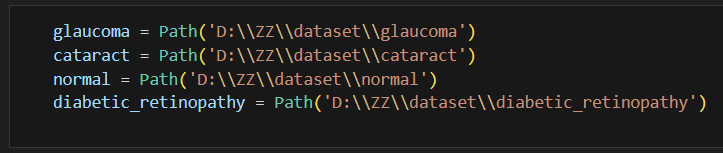 glaucoma = Path('D:\\ZZ\\dataset\\glaucoma')
cataract = Path('D:\\ZZ\\dataset\\cataract')
normal = Path('D:\\ZZ\\dataset\\normal')
diabetic_retinopathy = Path('D:\\ZZ\\dataset\\diabetic_retinopathy')